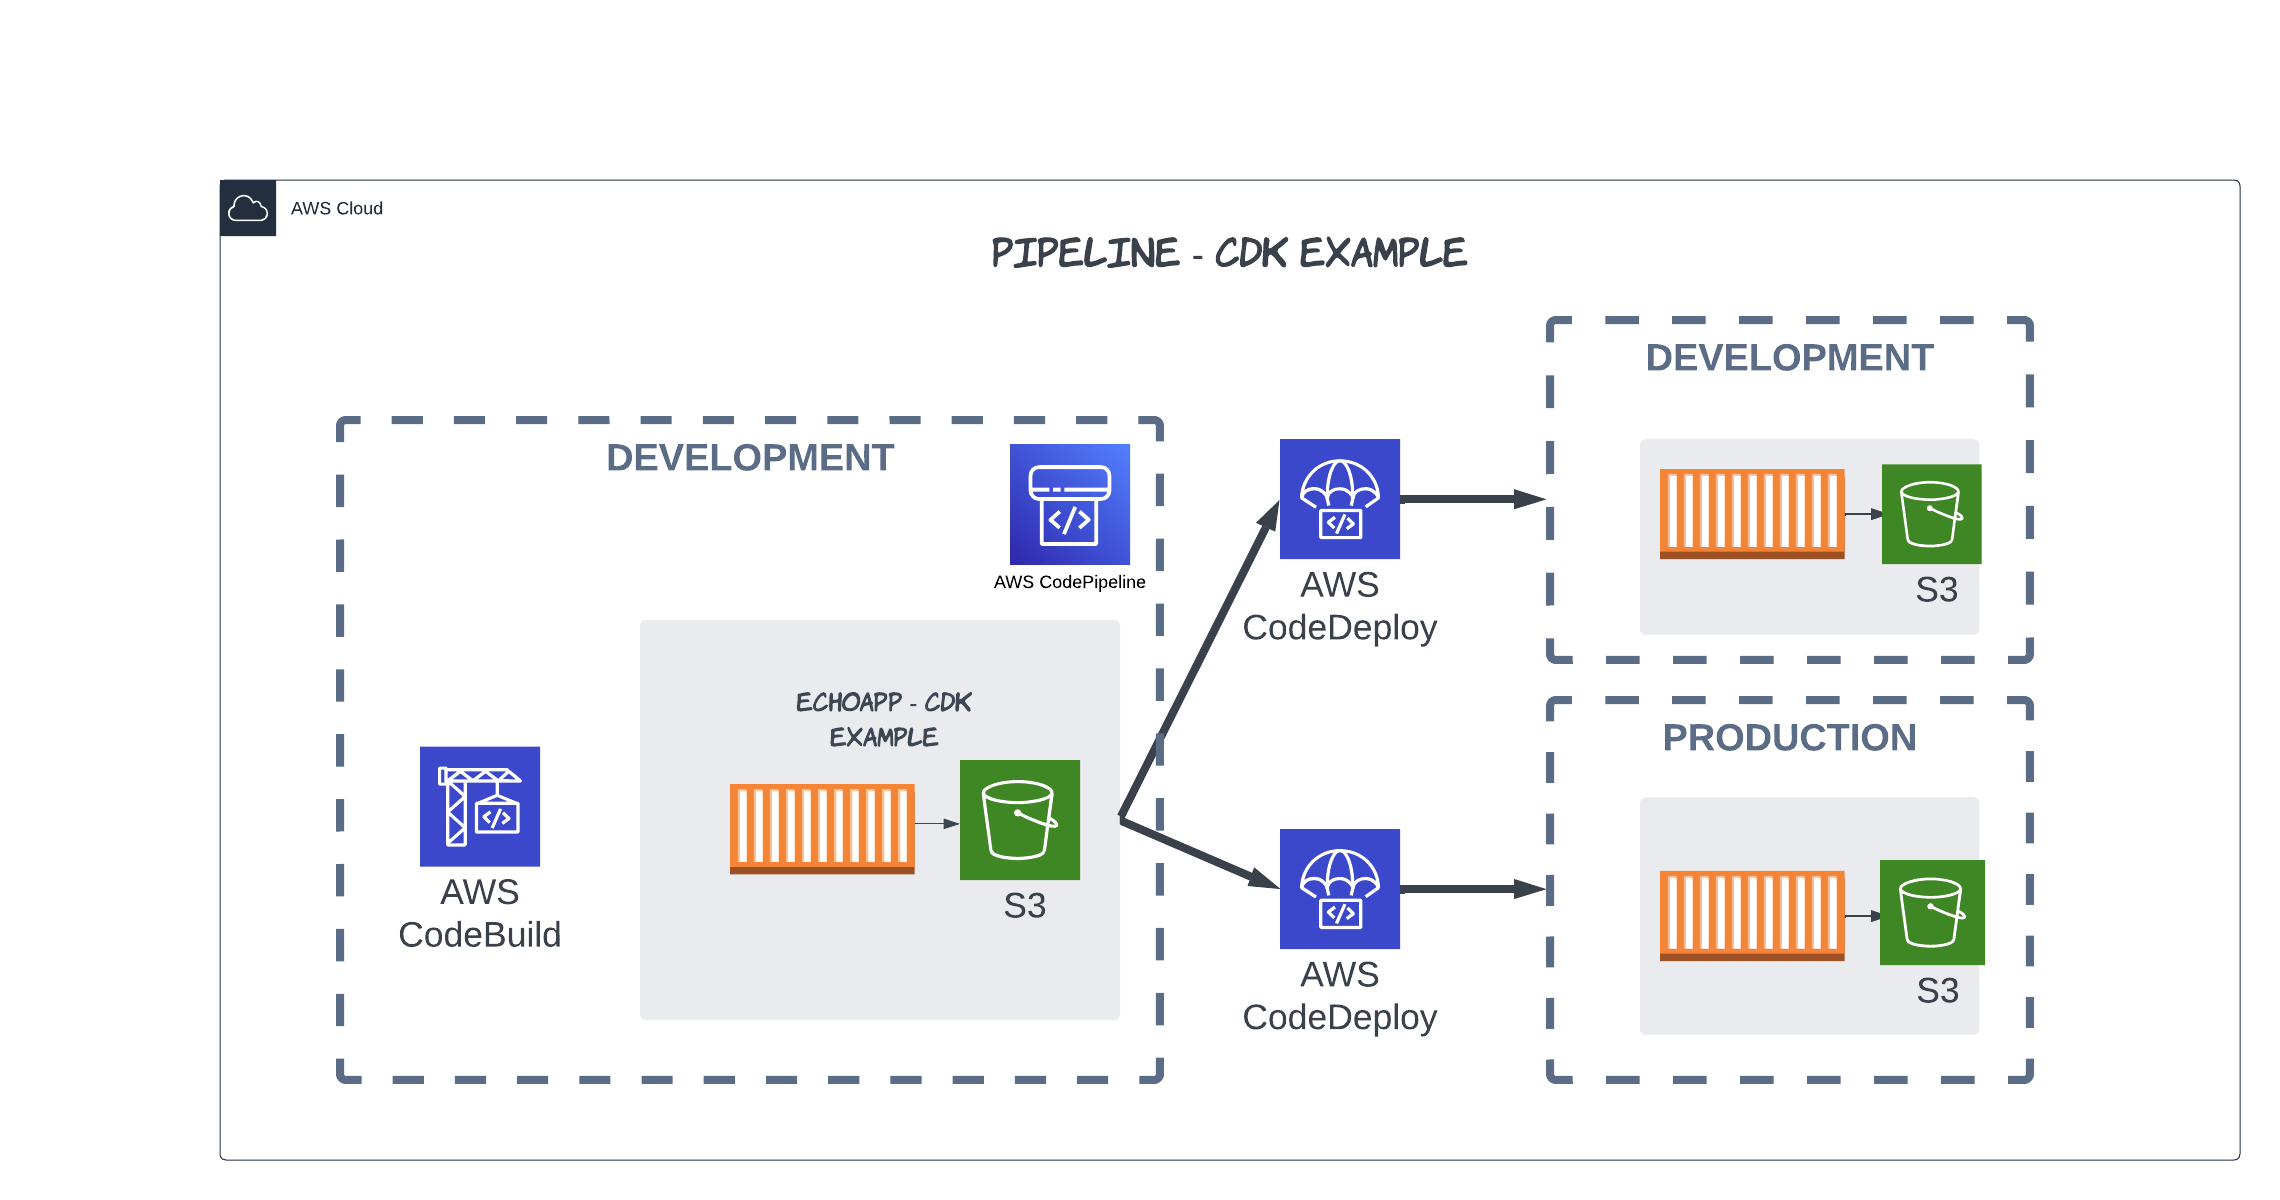 AWS Cloud
PIPELINE - CDK EXAMPLE
DEVELOPMENT
</>
AWS CodePipeline
ECHOAPP - CDK
EXAMPLE
</>
AWS
CodeBuild
S3
</>
AWS
CodeDeploy
</>
AWS
CodeDeploy
DEVELOPMENT
S3
PRODUCTION
S3